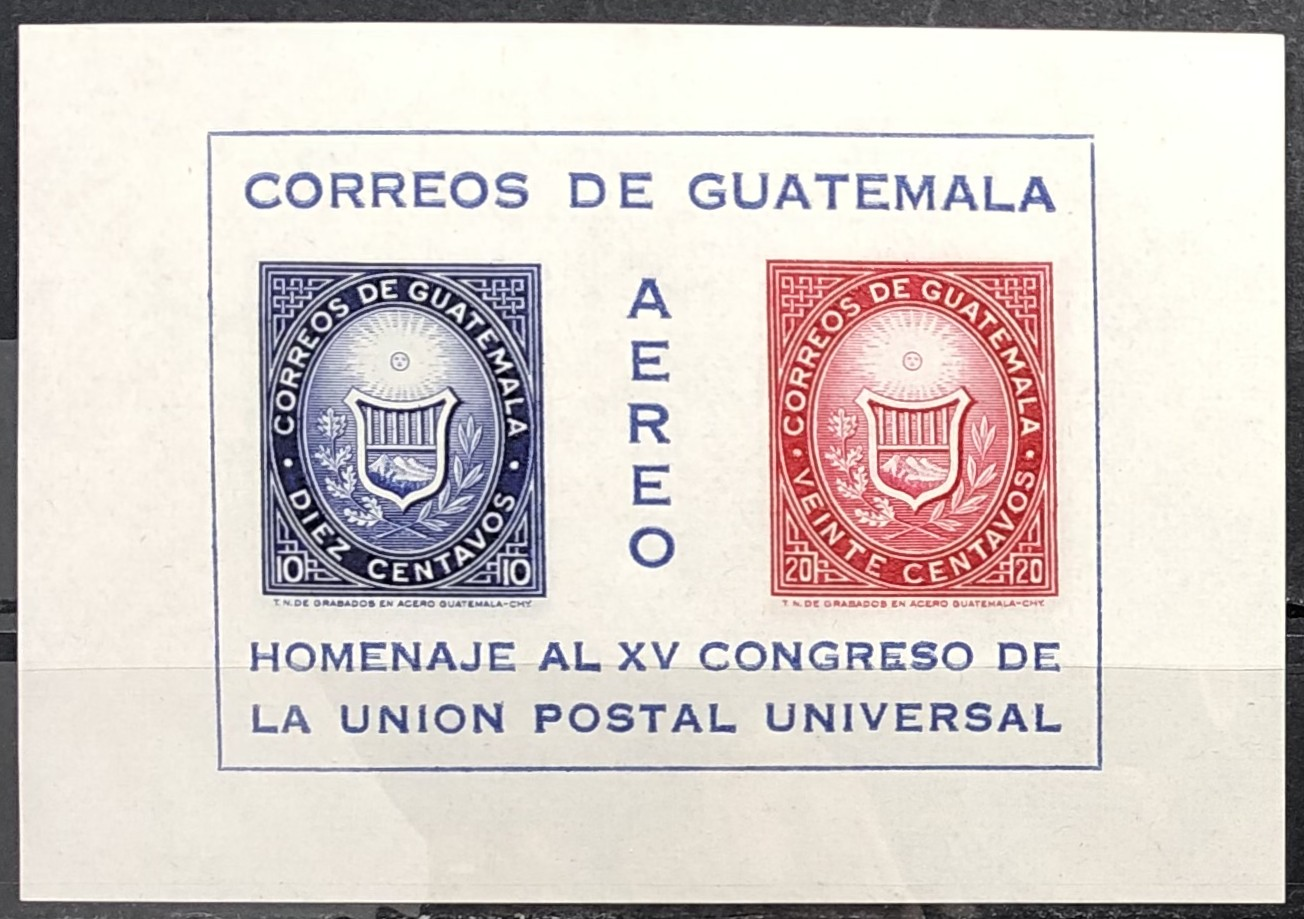 CORREOS DE GUATEMALA
CORREOS DE GUATEMALA
DIEZ CENTAVOS
10 10
T. N. DE GRABADOS EN ACERO GUATEMALA-CHY.
AEREO
CORREOS DE GUATEMALA
VEINTE CENTAVOS
20 20
T. N. DE GRABADOS EN ACERO GUATEMALA-CHY.
HOMENAJE AL XV CONGRESO DE
LA UNION POSTAL UNIVERSAL